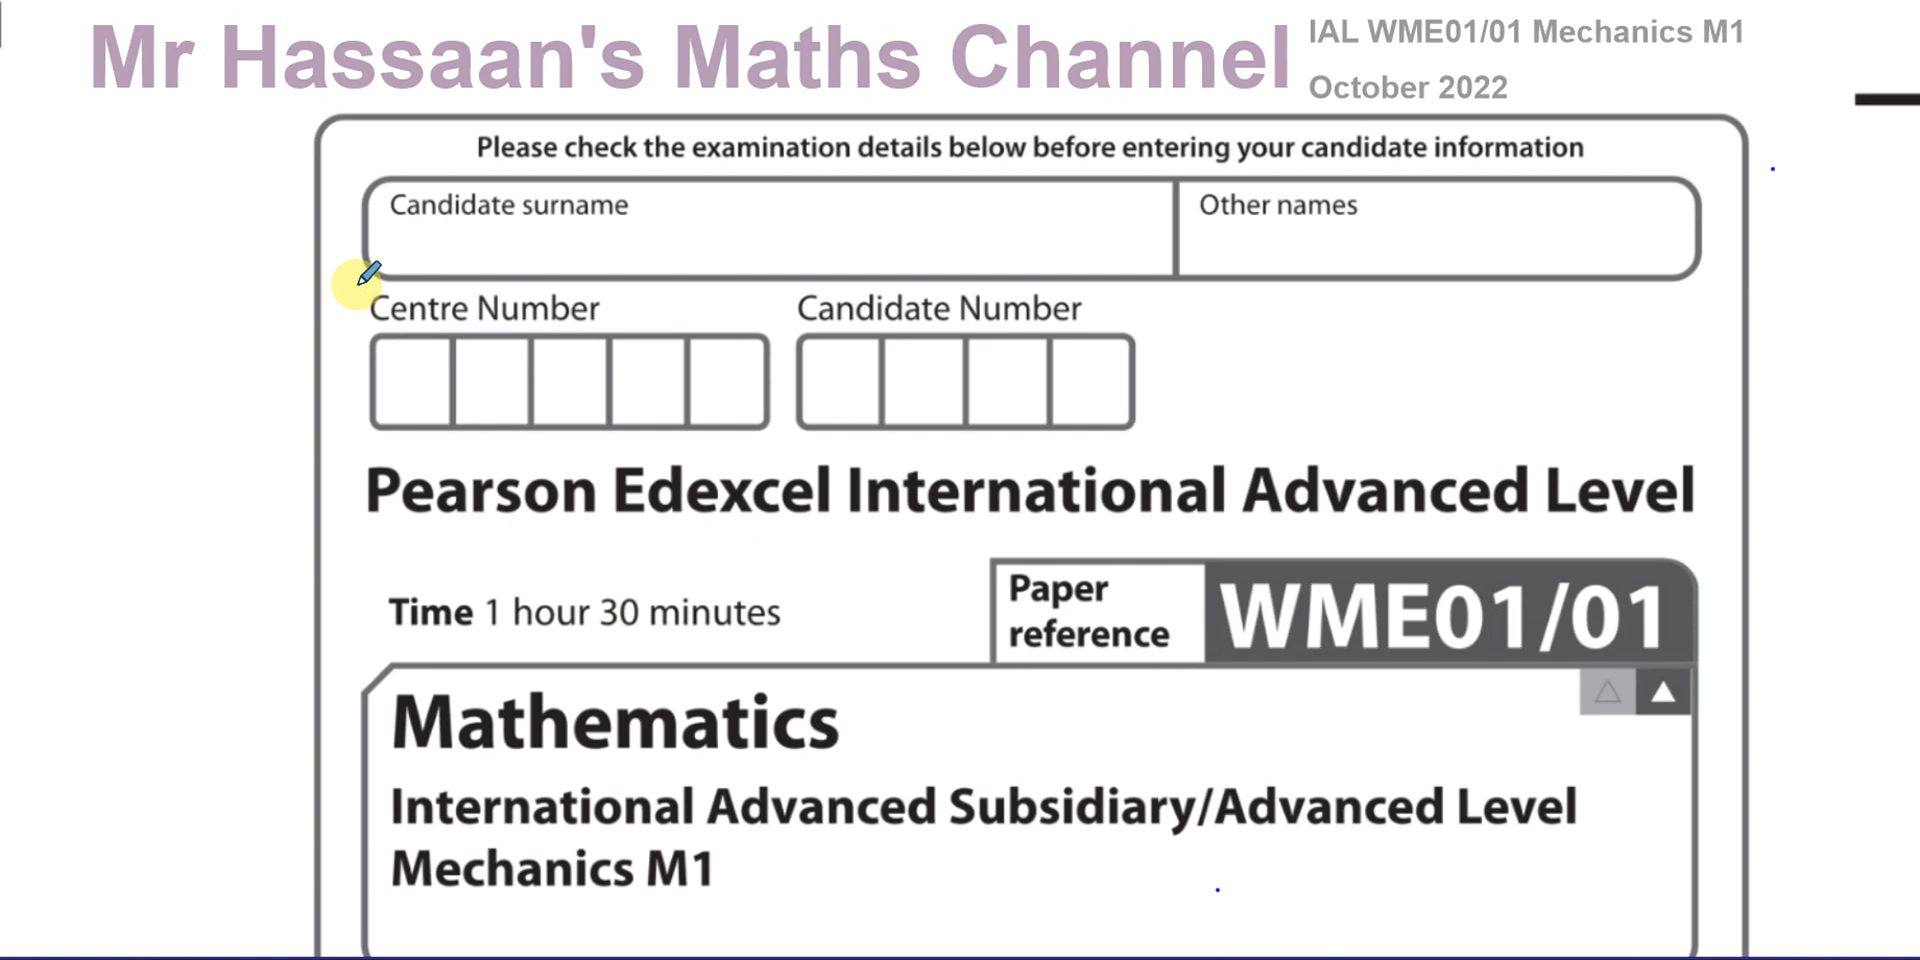 Mr Hassaan's Maths Channel
IAL WME01/01 Mechanics M1
October 2022
Please check the examination details below before entering your candidate information
Candidate surname
Other names
Centre Number
Candidate Number
Pearson Edexcel International Advanced Level
Time 1 hour 30 minutes
Paper
reference
WME01/01
Mathematics
International Advanced Subsidiary/Advanced Level
Mechanics M1